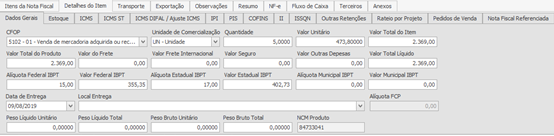 Itens da Nota Fiscal Detalhes do Item Transporte Exportação Observações Resumo NF-e Fluxo de Caixa Terceiros Anexos
Dados Gerais Estoque ICMS ICMS ST ICMS DIFAL / Ajuste ICMS IPI PIS COFINS II ISSQN Outras Retenções Rateio por Projeto Pedidos de Venda Nota Fiscal Referenciada
CFOP Unidade de Comercialização Quantidade Valor Unitário Valor Total do Item
5102 - 01 - Venda de mercadoria adquirida ou rec... UN - Unidade 5,0000 473,80000 2.369,00
Valor Total do Produto Valor do Frete Valor Frete Internacional Valor Seguro Valor Outras Depesas Valor Total Líquido
2.369,00 0,00 0,00 0,00 0,00 2.369,00
Alíquota Federal IBPT Valor Federal IBPT Alíquota Estadual IBPT Valor Estadual IBPT Alíquota Municipal IBPT Valor Municipal IBPT
15,00 355,35 17,00 402,73 0,00 0,00
Data de Entrega Local Entrega Alíquota FCP
09/08/2019 0,00
Peso Líquido Unitário Peso Líquido Total Peso Bruto Unitário Peso Bruto Total NCM Produto
0,00000 0,00000 0,00000 0,00000 84733041